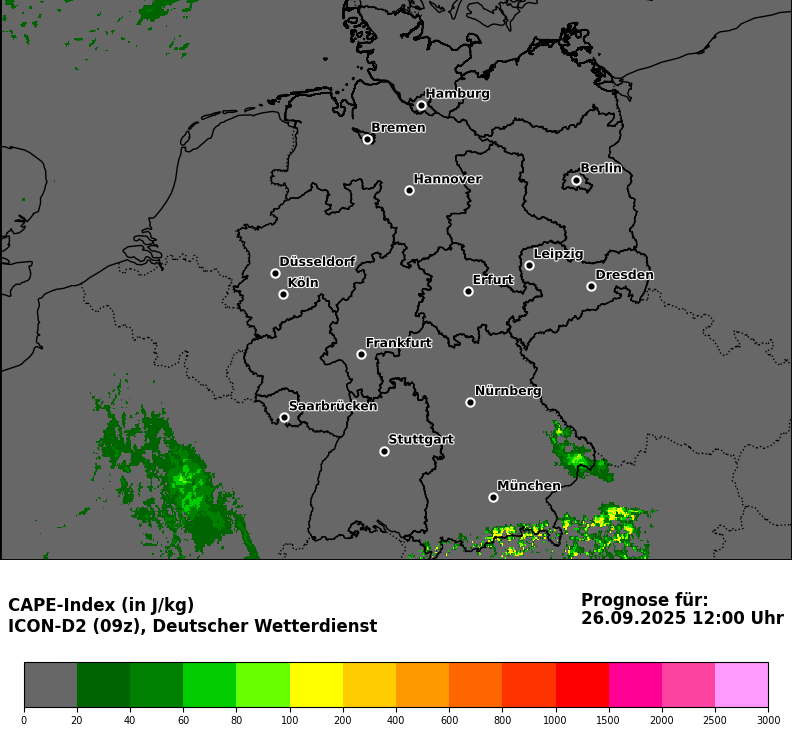 Hamburg
Bremen
Berlin
Hannover
Leipzig
Düsseldorf
Dresden
Köln
Erfurt
Frankfurt
Nürnberg
Saarbrücken
Stuttgart
München
CAPE-Index (in J/kg)
ICON-D2 (09z), Deutscher Wetterdienst
Prognose für:
26.09.2025 12:00 Uhr
0 20 40 60 80 100 200 400 600 800 1000 1500 2000 2500 3000